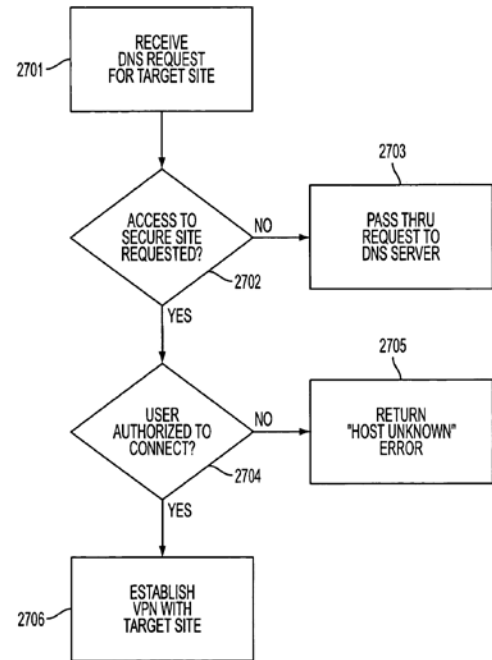 RECEIVE
DNS REQUEST
FOR TARGET SITE
2701
2703
ACCESS TO
SECURE SITE
REQUESTED?
NO
PASS THRU
REQUEST TO
DNS SERVER
2702
YES
2705
USER
AUTHORIZED TO
CONNECT?
NO
RETURN
"HOST UNKNOWN"
ERROR
2704
YES
ESTABLISH
VPN WITH
TARGET SITE
2706